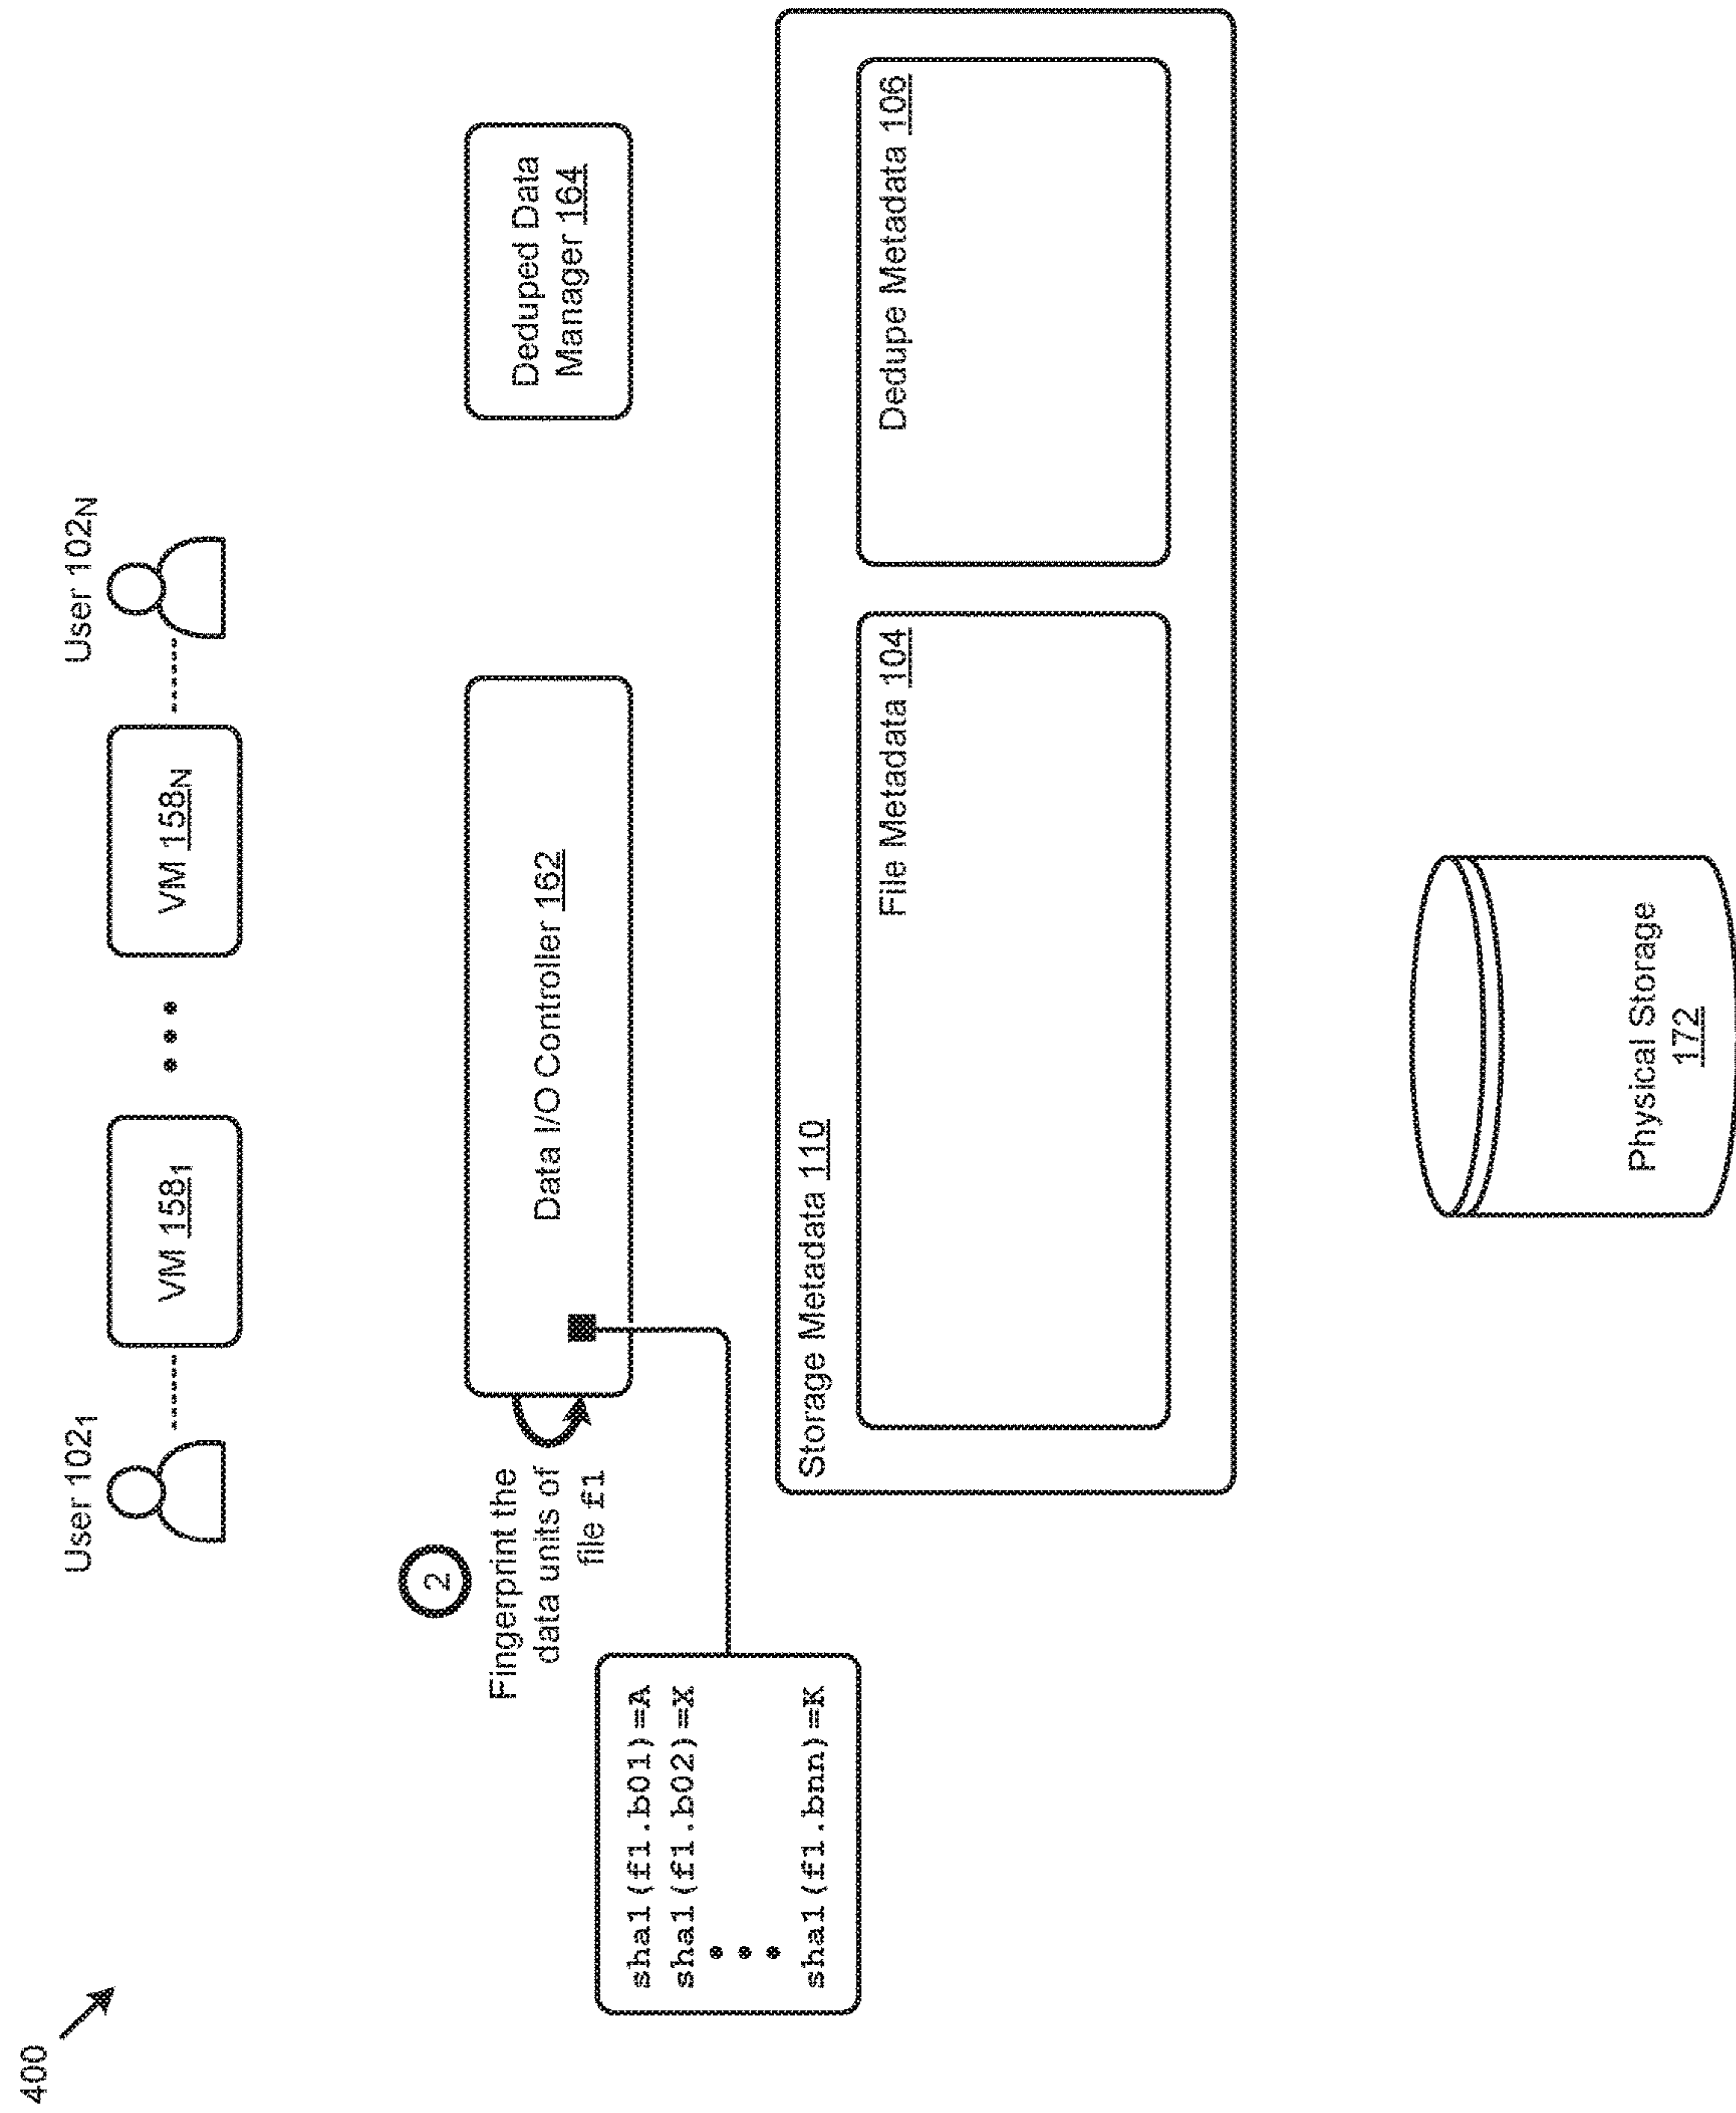 400
User 102₁
VM 158₁
VM 158N
User 102N
2
Fingerprint the
data units of
file f1
Data I/O Controller 162
Deduped Data
Manager 164
sha1(f1.b01)=A
sha1(f1.b02)=X
sha1(f1.bnn)=K
Storage Metadata 110
File Metadata 104
Dedupe Metadata 106
Physical Storage
172